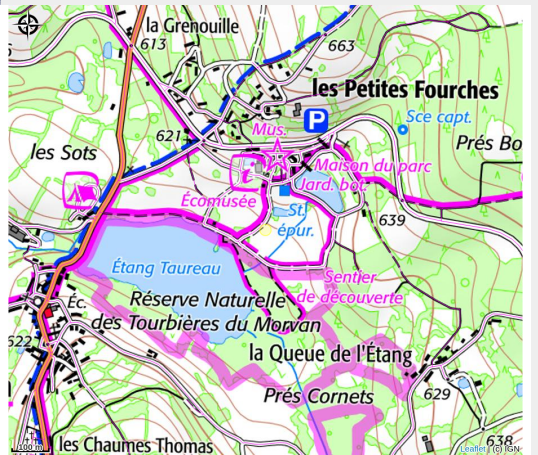 la Grenouille
613
663
les Petites Fourches
P
Sce capt.
621
Mus.
Prés Bo
les Sots
i
Maison du parc
Jard. bot.
Écomusée
St.
épur.
639
Étang Taureau
Sentier
de découverte
Réserve Naturelle
des Tourbières du Morvan
Éc.
622
la Queue de l'Étang
Prés Cornets
629
638
les Chaumes Thomas
100 m
Leaflet | (c) IGN